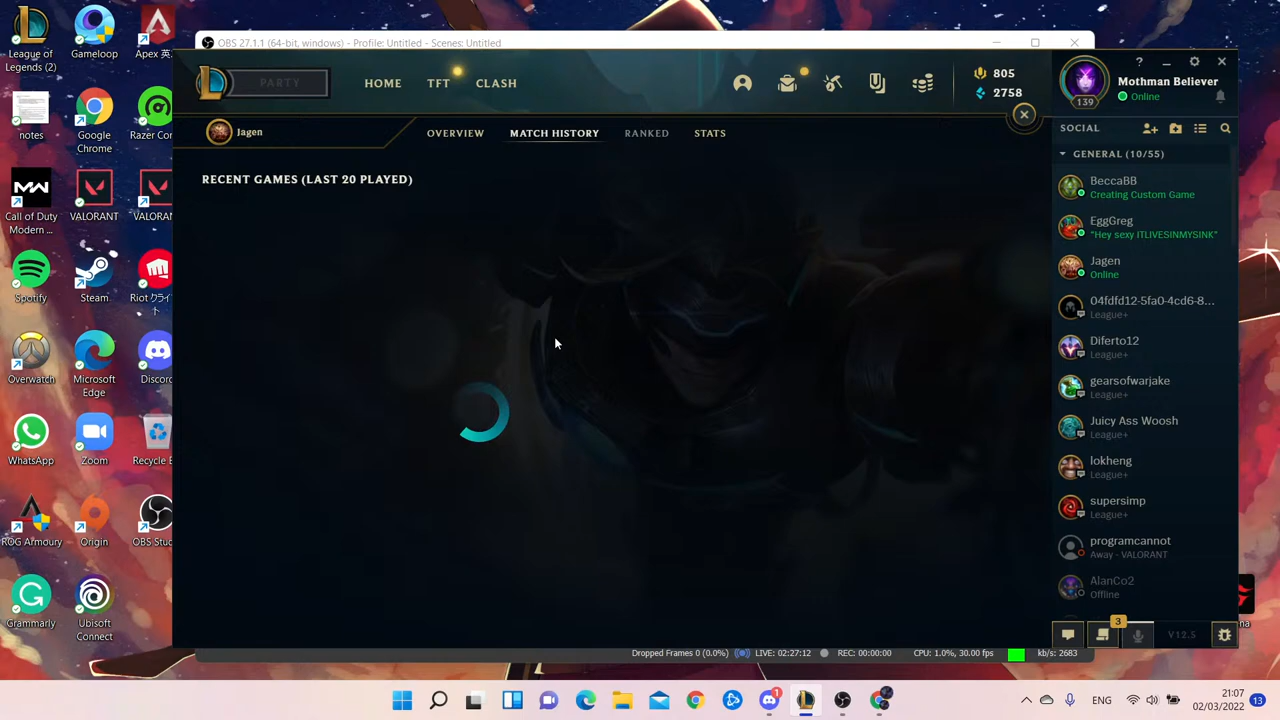 OBS 27.1.1 (64-bit, windows) - Profile: Untitled - Scenes: Untitled
League of
Legends (2)
Gameloop
Apex 英
PARTY
HOME
TFT
CLASH
805
2758
?
Mothman Believer
Online
139
Jagen
OVERVIEW
MATCH HISTORY
RANKED
STATS
SOCIAL
RECENT GAMES (LAST 20 PLAYED)
GENERAL (10/55)
BeccaBB
Creating Custom Game
EggGreg
"Hey sexy ITLIVESINMYSINK"
Jagen
Online
04fdfd12-5fa0-4cd6-8...
League+
Diferto12
League+
gearsofwarjake
League+
Juicy Ass Woosh
League+
lokheng
League+
supersimp
League+
programcannot
Away - VALORANT
AlanCo2
Offline
3
V12.5
notes
Google
Chrome
Razer Cor
Call of Duty
Modern ...
VALORANT
VALORAN
Spotify
Steam
Riot クライ
ト
Overwatch
Microsoft
Edge
Discord
WhatsApp
Zoom
Recycle B
ROG Armoury
Origin
OBS Stud
Grammarly
Ubisoft
Connect
Dropped Frames 0 (0.0%)
LIVE: 02:27:12
REC: 00:00:00
CPU: 1.0%, 30.00 fps
kb/s: 2683
1
ENG
21:07
02/03/2022
13